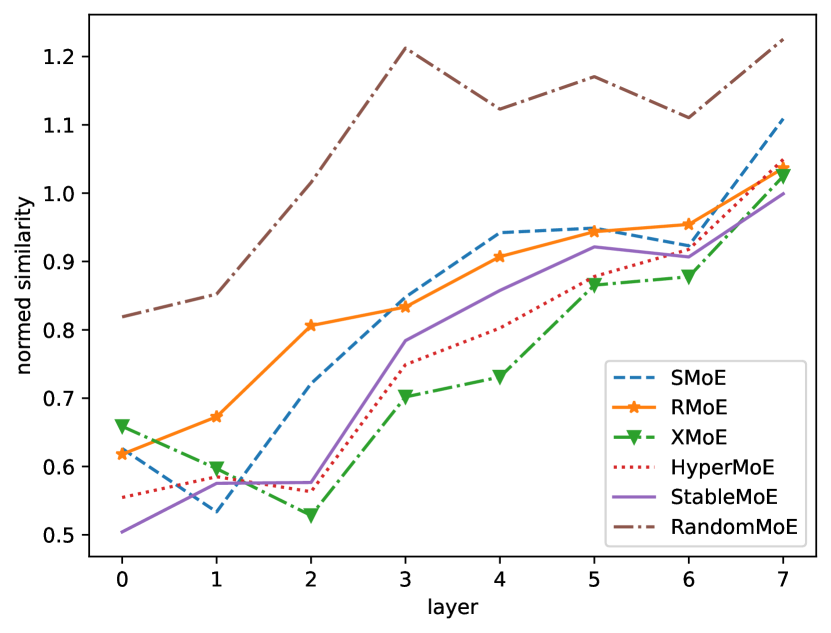 1.2
1.1
1.0
0.9
0.8
0.7
0.6
0.5
normed similarity
0 1 2 3 4 5 6 7
layer
SMoE
RMoE
XMoE
HyperMoE
StableMoE
RandomMoE